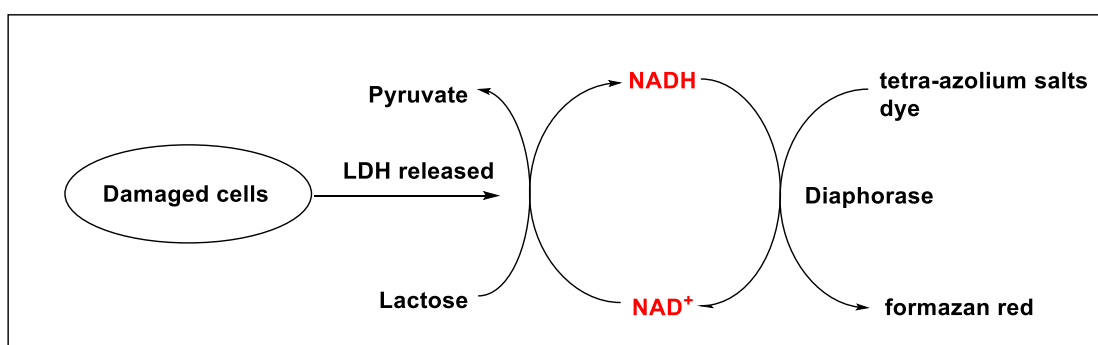 Pyruvate
NADH
tetra-azolium salts
dye
LDH released
Damaged cells
Diaphorase
Lactose
NAD⁺
formazan red